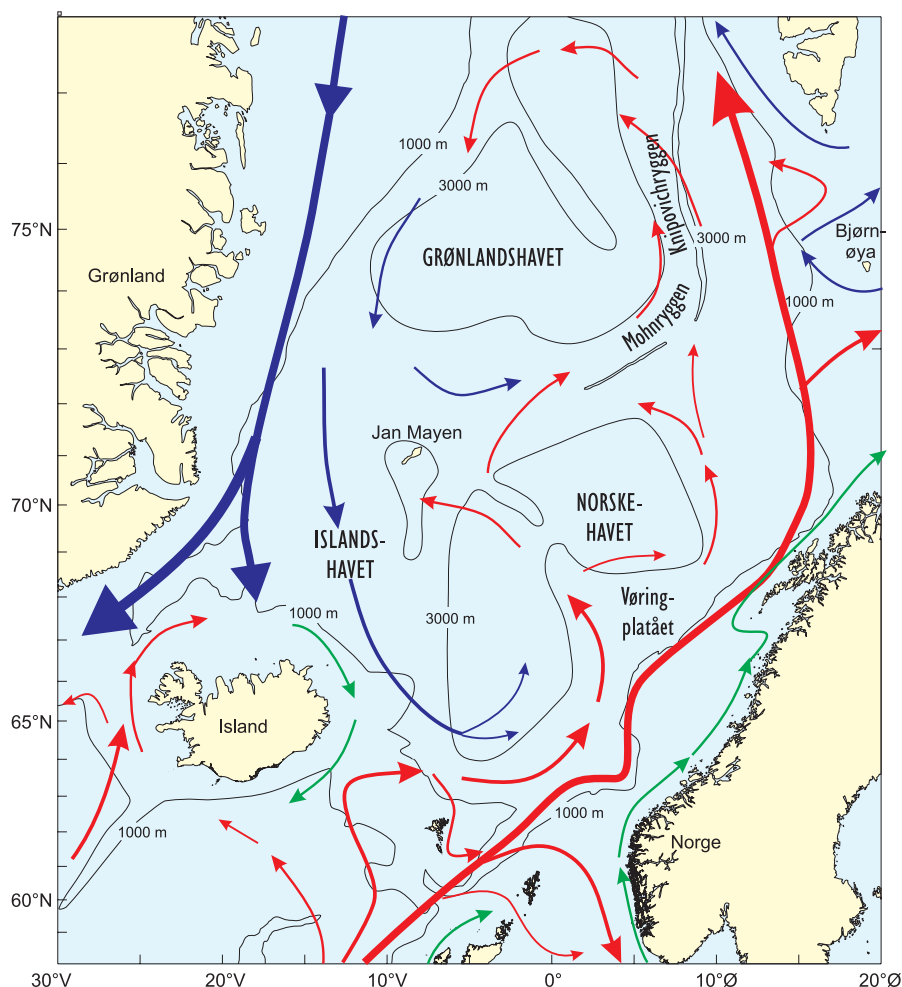 1000 m
3000 m
Knipovichryggen
3000 m
75°N
Bjørn-
øya
GRØNLANDSHAVET
Grønland
1000 m
Mohnryggen
Jan Mayen
70°N
NORSKE-
HAVET
ISLANDS-
HAVET
Vøring-
platået
1000 m
3000 m
65°N
Island
1000 m
1000 m
Norge
60°N
30°V
20°V
10°V
0°
10°Ø
20°Ø